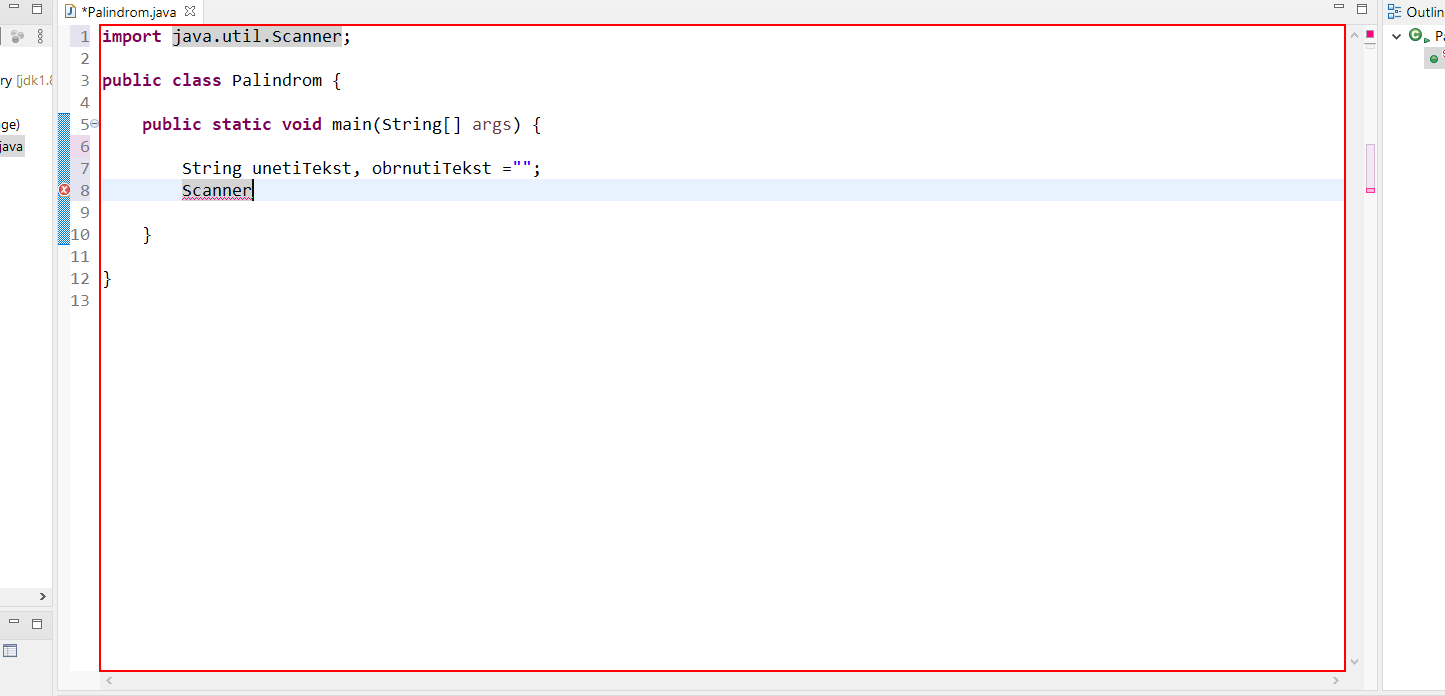 *Palindrom.java
Outlin
ry [jdk1.8
ge)
java
1 import java.util.Scanner;
2
3 public class Palindrom {
4
5 public static void main(String[] args) {
6
7 String unetiTekst, obrnutiTekst ="";
8 Scanner
9
10 }
11
12 }
13